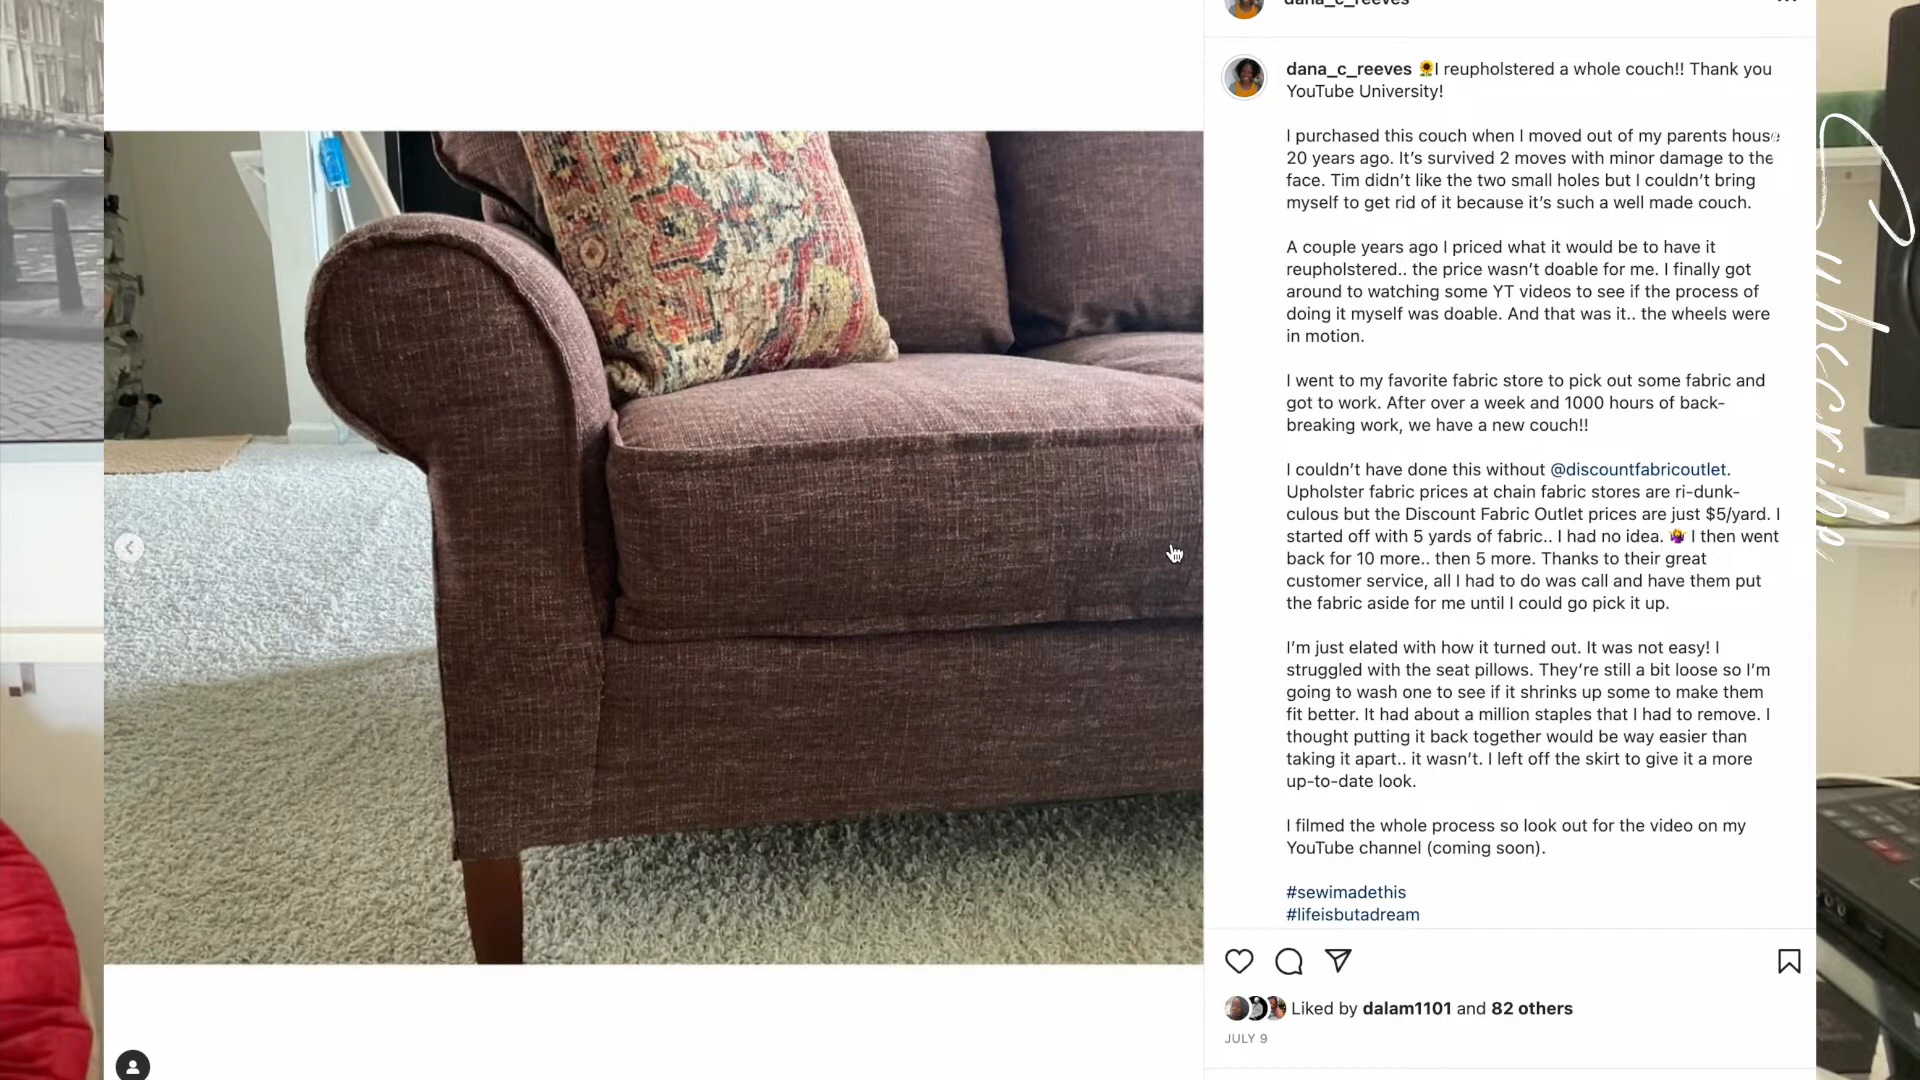 dana_c_reeves
dana_c_reeves 🌻I reupholstered a whole couch!! Thank you
YouTube University!
I purchased this couch when I moved out of my parents house
20 years ago. It’s survived 2 moves with minor damage to the
face. Tim didn’t like the two small holes but I couldn’t bring
myself to get rid of it because it’s such a well made couch.
A couple years ago I priced what it would be to have it
reupholstered.. the price wasn’t doable for me. I finally got
around to watching some YT videos to see if the process of
doing it myself was doable. And that was it.. the wheels were
in motion.
I went to my favorite fabric store to pick out some fabric and
got to work. After over a week and 1000 hours of back-
breaking work, we have a new couch!!
I couldn’t have done this without @discountfabricoutlet.
Upholster fabric prices at chain fabric stores are ri-dunk-
culous but the Discount Fabric Outlet prices are just $5/yard. I
started off with 5 yards of fabric.. I had no idea. 🤷‍♀️ I then went
back for 10 more.. then 5 more. Thanks to their great
customer service, all I had to do was call and have them put
the fabric aside for me until I could go pick it up.
I’m just elated with how it turned out. It was not easy! I
struggled with the seat pillows. They’re still a bit loose so I’m
going to wash one to see if it shrinks up some to make them
fit better. It had about a million staples that I had to remove. I
thought putting it back together would be way easier than
taking it apart.. it wasn’t. I left off the skirt to give it a more
up-to-date look.
I filmed the whole process so look out for the video on my
YouTube channel (coming soon).
#sewimadethis
#lifeisbutadream
Liked by dalam1101 and 82 others
JULY 9
Subscribe